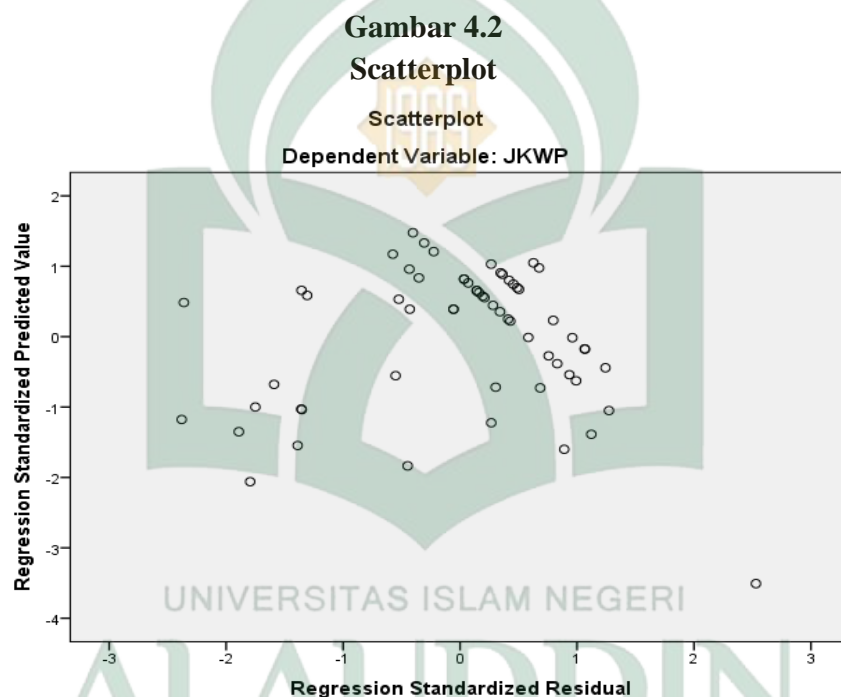 Gambar 4.2
Scatterplot
1965
Scatterplot
Dependent Variable: JKWP
Regression Standardized Predicted Value
2
1
0
-1
-2
-3
-4
UNIVERSITAS ISLAM NEGERI
ALAUDDIN
-3
-2
-1
0
1
2
3
Regression Standardized Residual